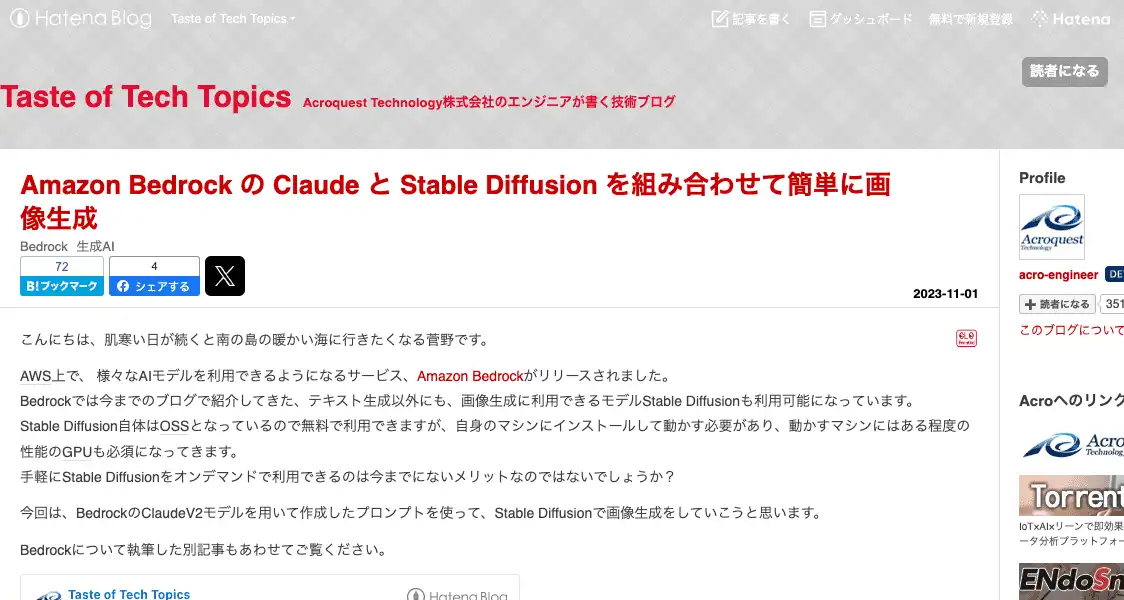 Hatena Blog Taste of Tech Topics 記事を書く ダッシュボード 無料で新規登録 Hatena
読者になる
Taste of Tech Topics Acroquest Technology株式会社のエンジニアが書く技術ブログ
Amazon Bedrock の Claude と Stable Diffusion を組み合わせて簡単に画
像生成
Bedrock 生成AI
72
B!ブックマーク
4
シェアする
2023-11-01
こんにちは、肌寒い日が続くと南の島の暖かい海に行きたくなる菅野です。
AWS上で、 様々なAIモデルを利用できるようになるサービス、Amazon Bedrockがリリースされました。
Bedrockでは今までのブログで紹介してきた、テキスト生成以外にも、画像生成に利用できるモデルStable Diffusionも利用可能になっています。
Stable Diffusion自体はOSSとなっているので無料で利用できますが、自身のマシンにインストールして動かす必要があり、動かすマシンにはある程度の
性能のGPUも必須になってきます。
手軽にStable Diffusionをオンデマンドで利用できるのは今までにないメリットなのではないでしょうか？
今回は、BedrockのClaudeV2モデルを用いて作成したプロンプトを使って、Stable Diffusionで画像生成をしていこうと思います。
Bedrockについて執筆した別記事もあわせてご覧ください。
Taste of Tech Topics Hatena Blog
Profile
Acroquest
Technology
acro-engineer DE
読者になる 351
このブログについて
Acroへのリンク
Acro
Technolog
Torrent
IoT×AI×リーンで即効果
ータ分析プラットフォー
ENdoSn